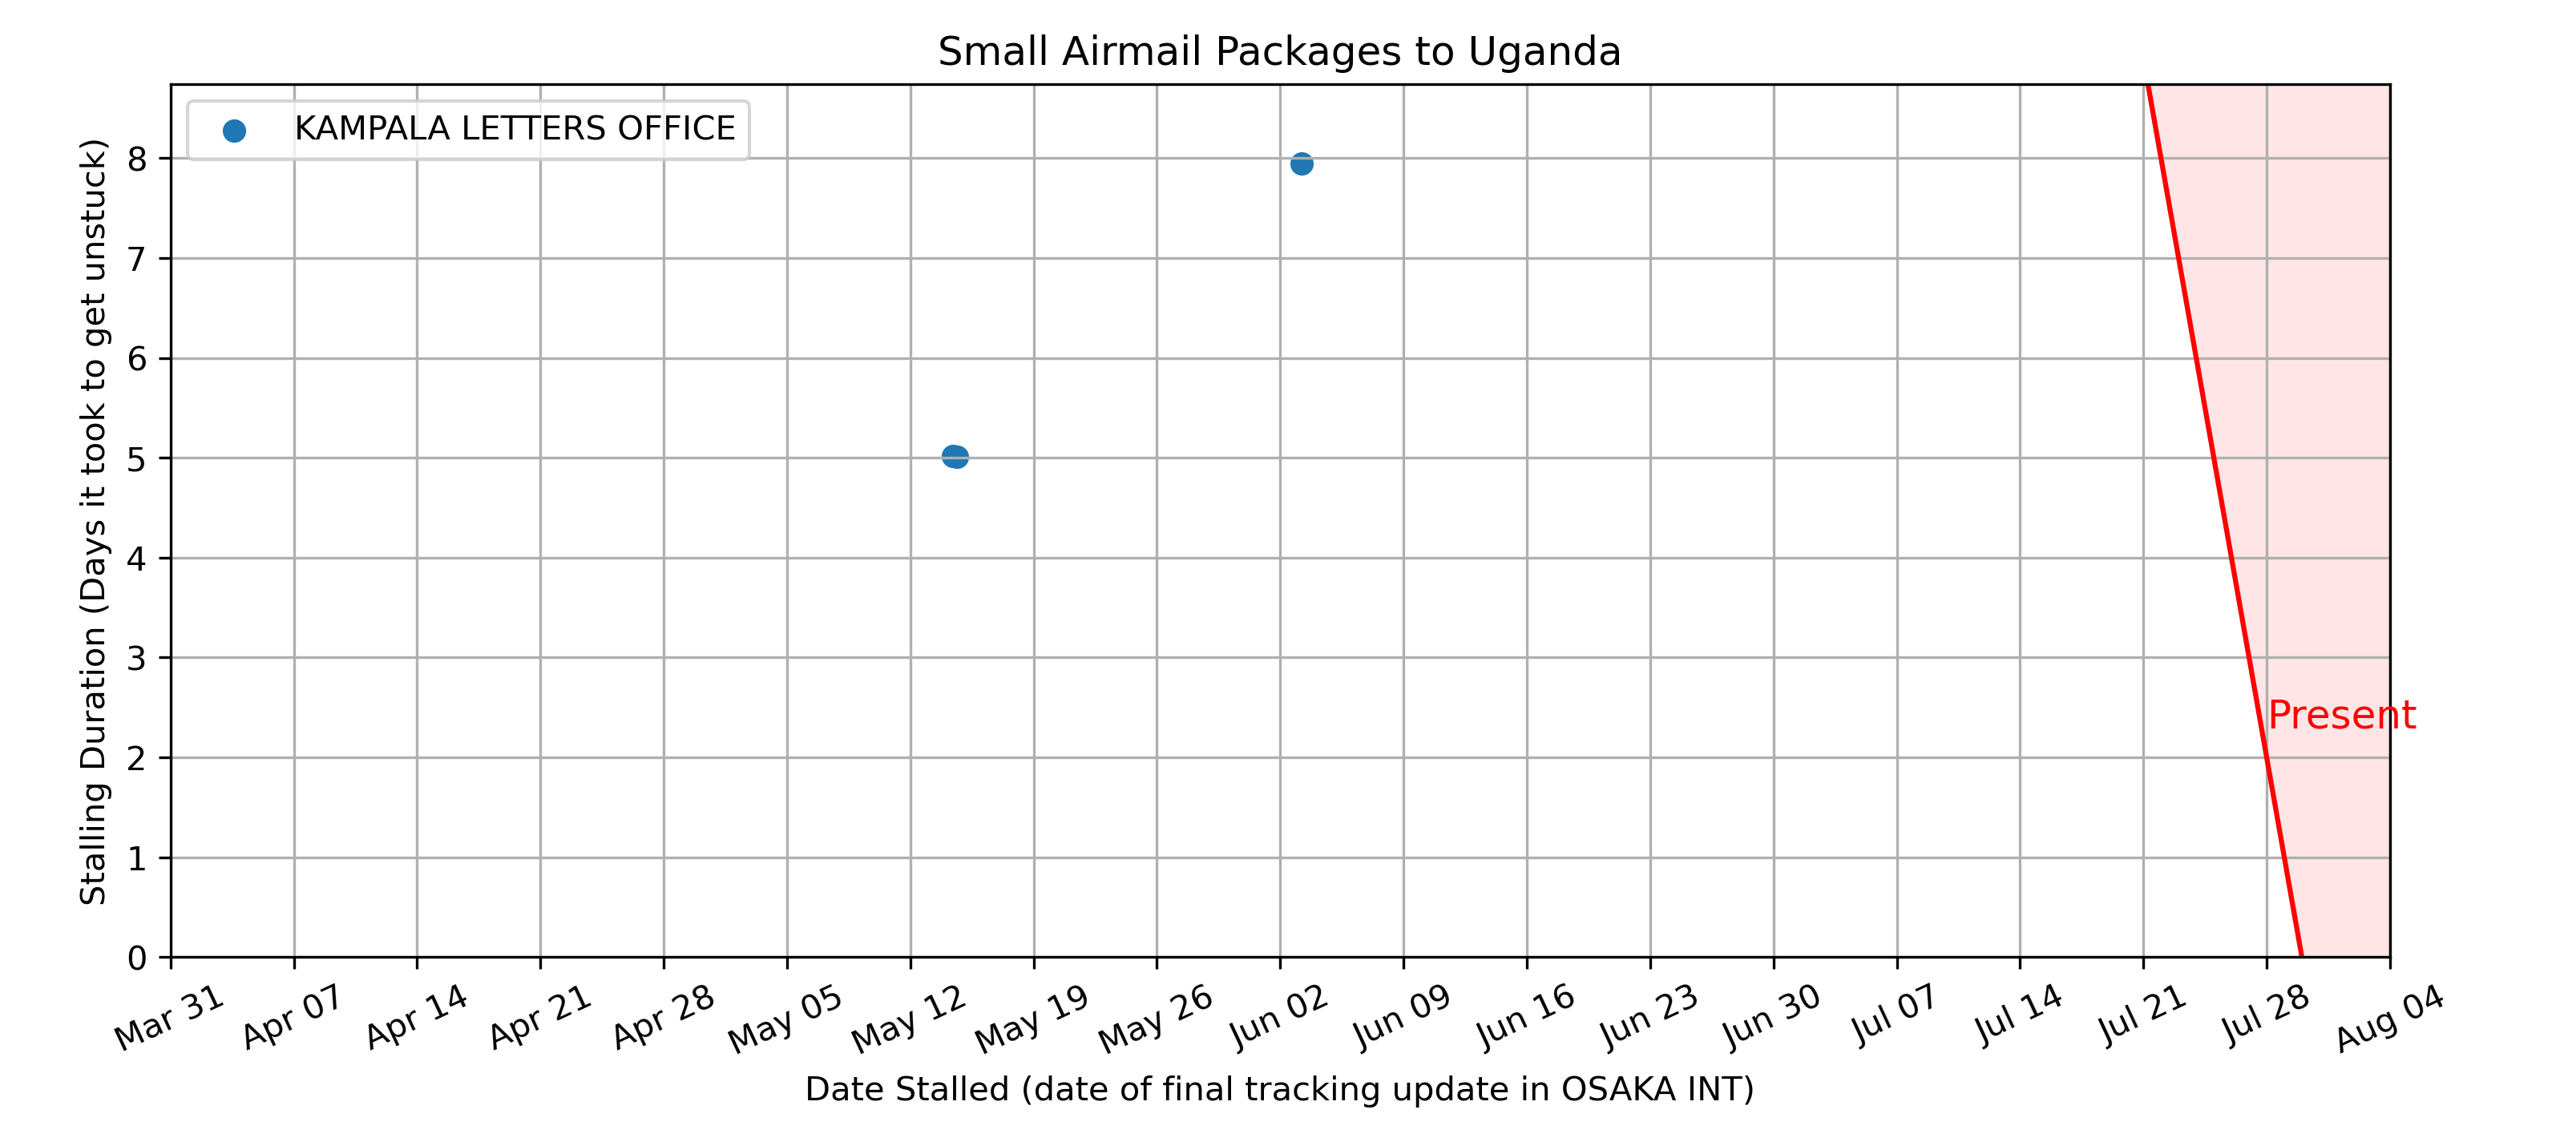 Small Airmail Packages to Uganda
KAMPALA LETTERS OFFICE
Stalling Duration (Days it took to get unstuck)
8
7
6
5
4
3
2
1
0
Present
Mar 31
Apr 07
Apr 14
Apr 21
Apr 28
May 05
May 12
May 19
May 26
Jun 02
Jun 09
Jun 16
Jun 23
Jun 30
Jul 07
Jul 14
Jul 21
Jul 28
Aug 04
Date Stalled (date of final tracking update in OSAKA INT)